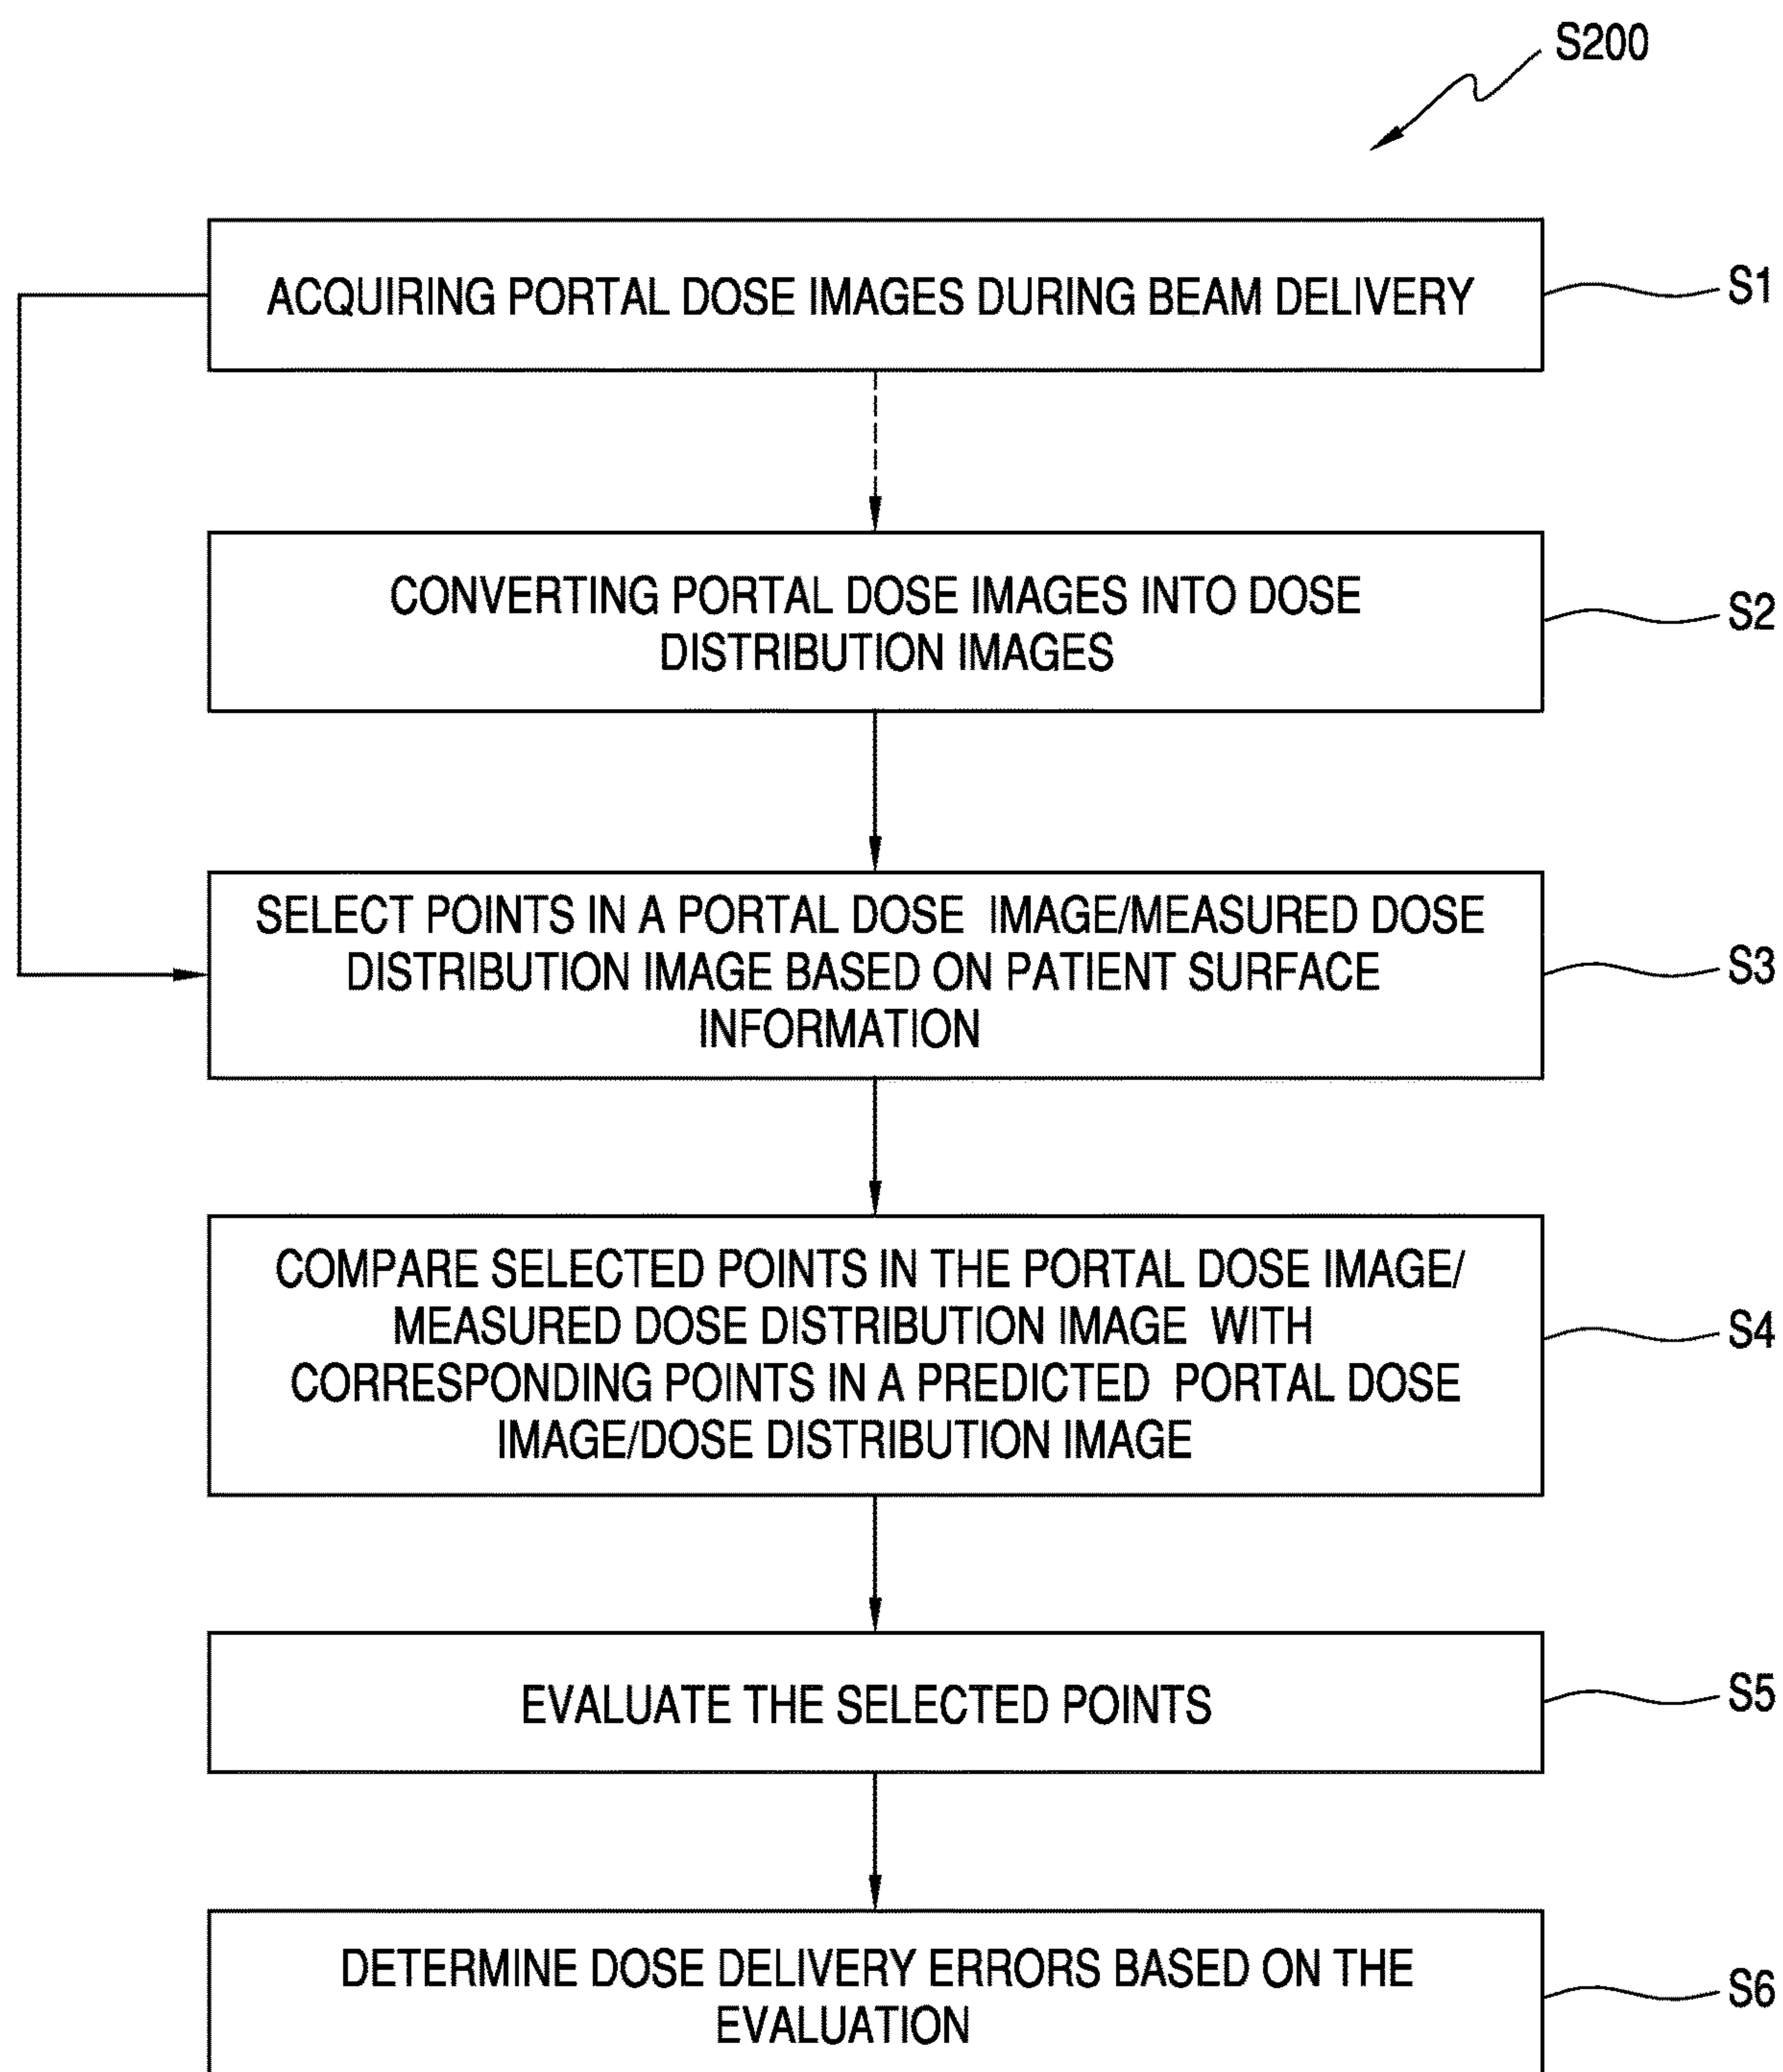 S200
ACQUIRING PORTAL DOSE IMAGES DURING BEAM DELIVERY
S1
CONVERTING PORTAL DOSE IMAGES INTO DOSE
DISTRIBUTION IMAGES
S2
SELECT POINTS IN A PORTAL DOSE IMAGE/MEASURED DOSE
DISTRIBUTION IMAGE BASED ON PATIENT SURFACE
INFORMATION
S3
COMPARE SELECTED POINTS IN THE PORTAL DOSE IMAGE/
MEASURED DOSE DISTRIBUTION IMAGE WITH
CORRESPONDING POINTS IN A PREDICTED PORTAL DOSE
IMAGE/DOSE DISTRIBUTION IMAGE
S4
EVALUATE THE SELECTED POINTS
S5
DETERMINE DOSE DELIVERY ERRORS BASED ON THE
EVALUATION
S6